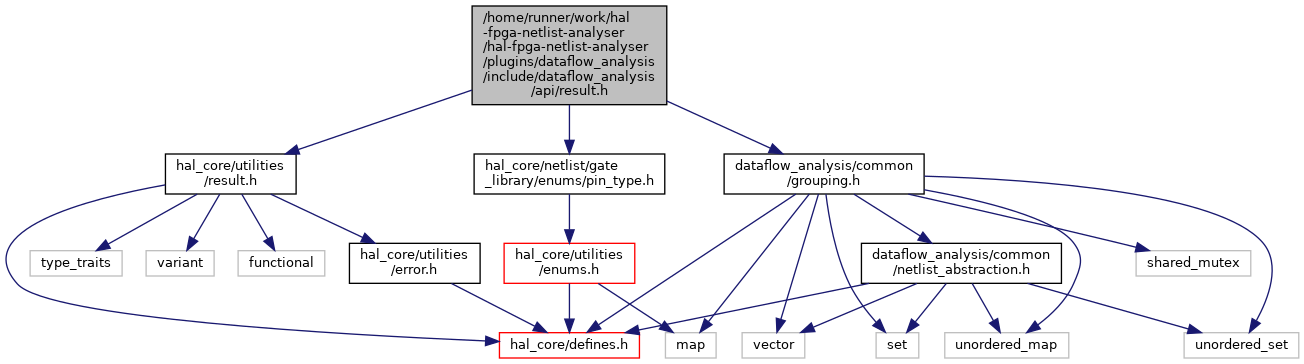 /home/runner/work/hal
-fpga-netlist-analyser
/hal-fpga-netlist-analyser
/plugins/dataflow_analysis
/include/dataflow_analysis
/api/result.h
hal_core/utilities
/result.h
hal_core/netlist/gate
_library/enums/pin_type.h
dataflow_analysis/common
/grouping.h
type_traits
variant
functional
hal_core/utilities
/error.h
hal_core/utilities
/enums.h
dataflow_analysis/common
/netlist_abstraction.h
shared_mutex
hal_core/defines.h
map
vector
set
unordered_map
unordered_set